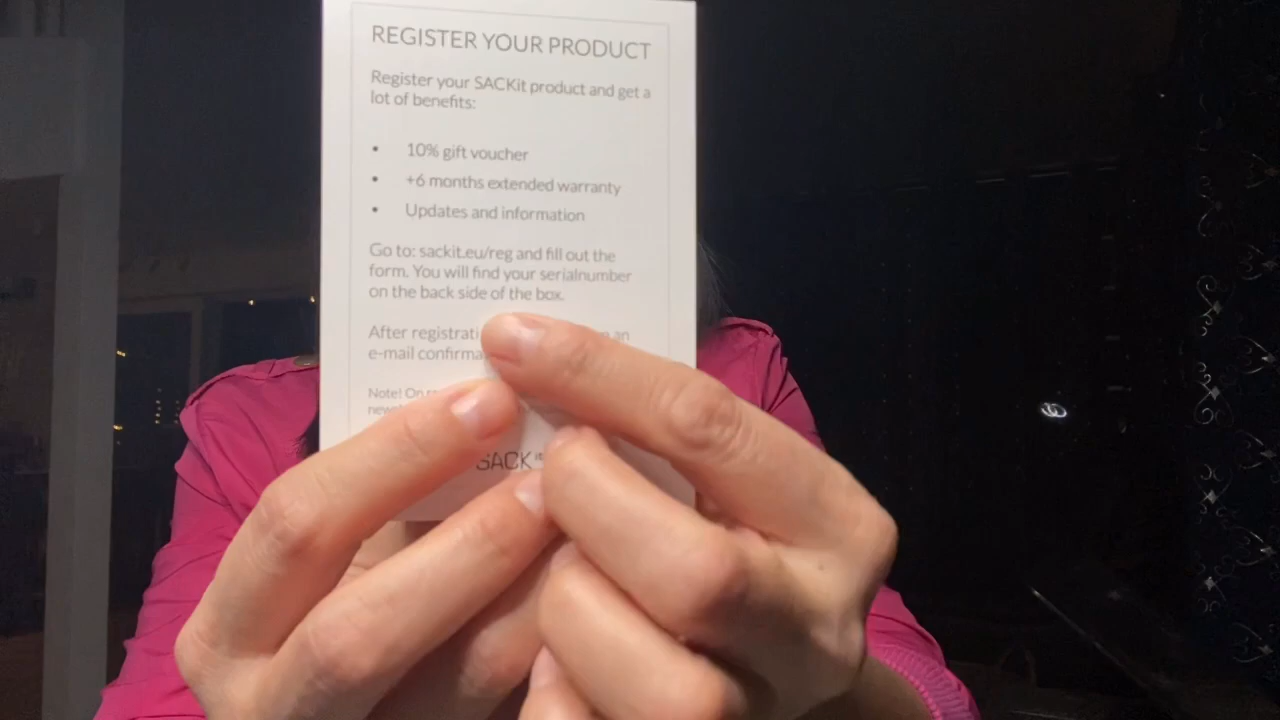 REGISTER YOUR PRODUCT
Register your SACKit product and get a
lot of benefits:
• 10% gift voucher
• +6 months extended warranty
• Updates and information
Go to: sackit.eu/reg and fill out the
form. You will find your serialnumber
on the back side of the box.
After registrati an
e-mail confirma
Note! On
SACKit